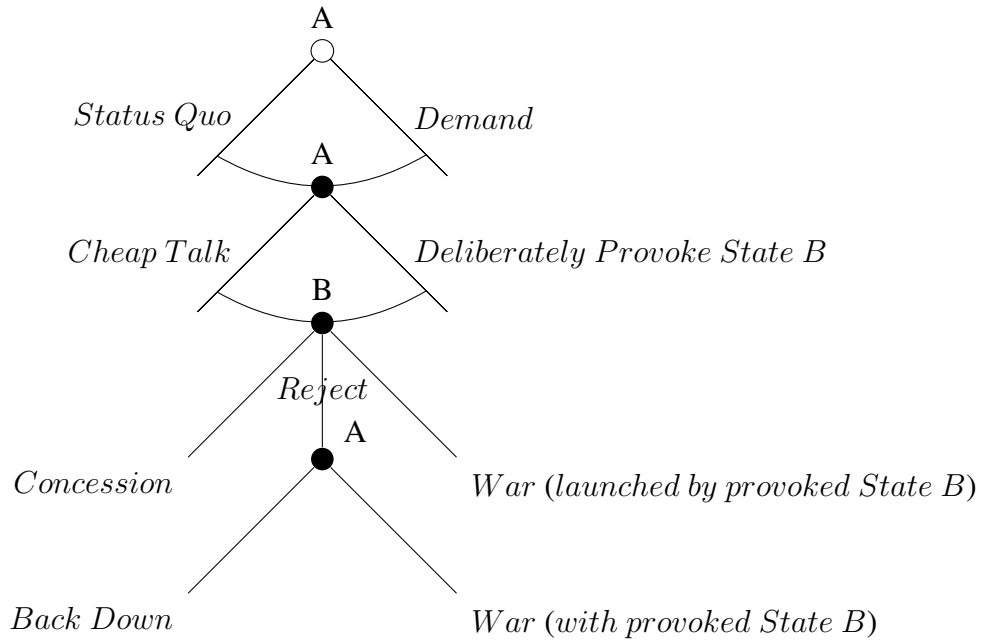 A
Status Quo
Demand
A
Cheap Talk
Deliberately Provoke State B
B
Reject
A
Concession
War (launched by provoked State B)
Back Down
War (with provoked State B)